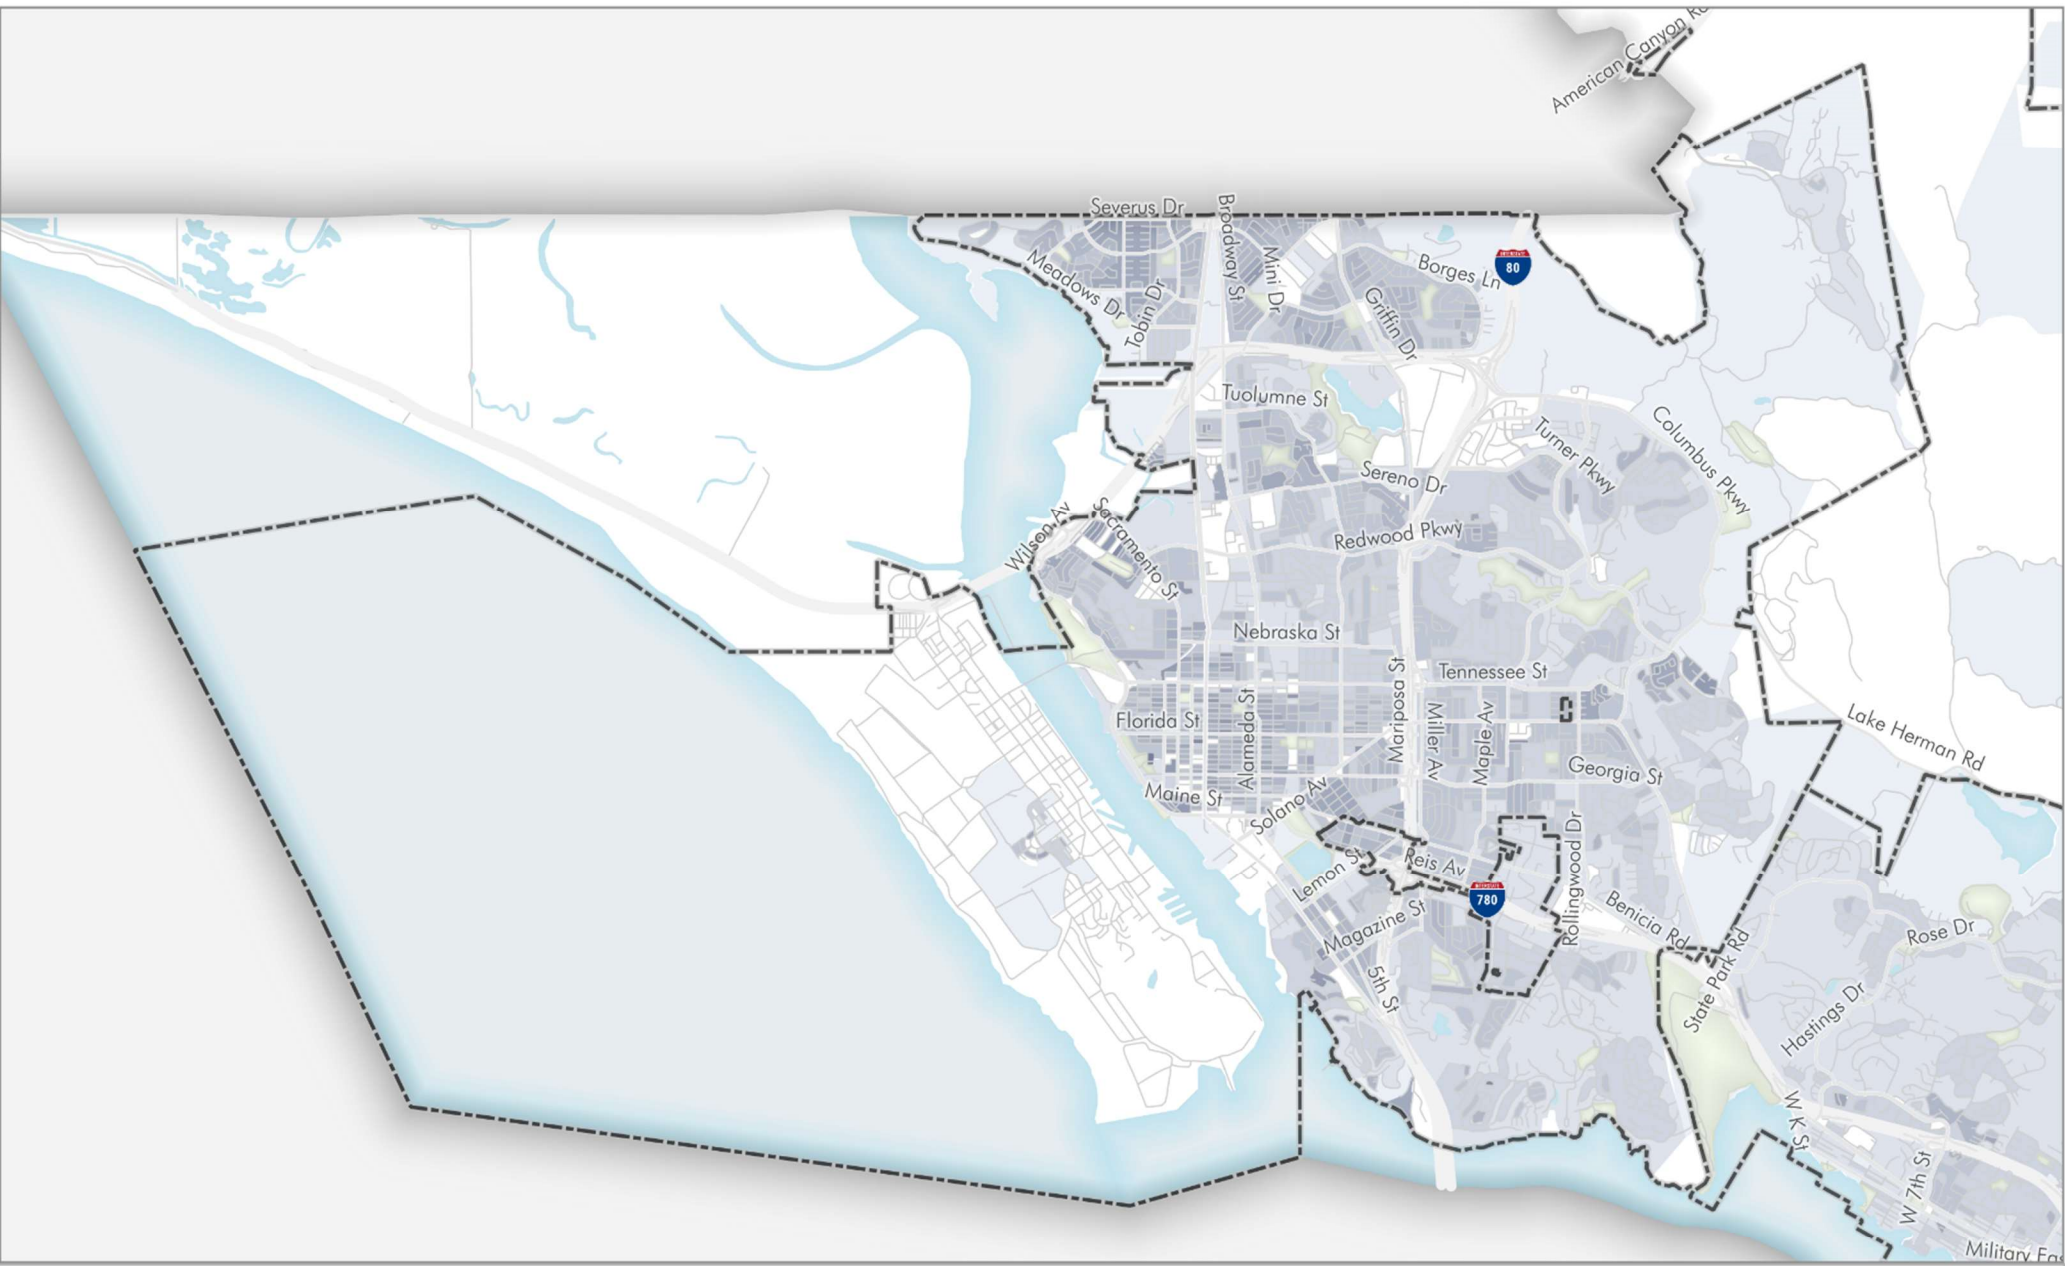 American Canyon Rd
Severus Dr
Broadway St
Mini Dr
Borges Ln
INTERSTATE
80
Meadows Dr
Tobin Dr
Griffin Dr
Tuolumne St
Turner Pkwy
Columbus Pkwy
Sereno Dr
Wilson Av
Sacramento St
Redwood Pkwy
Nebraska St
Tennessee St
Mariposa St
Florida St
Alameda St
Miller Av
Maple Av
Lake Herman Rd
Georgia St
Maine St
Solano Av
Rollingwood Dr
Lemon St
Reis Av
INTERSTATE
780
Magazine St
Benicia Rd
Rose Dr
5th St
State Park Rd
Hastings Dr
W K St
W 7th St
Military Eas